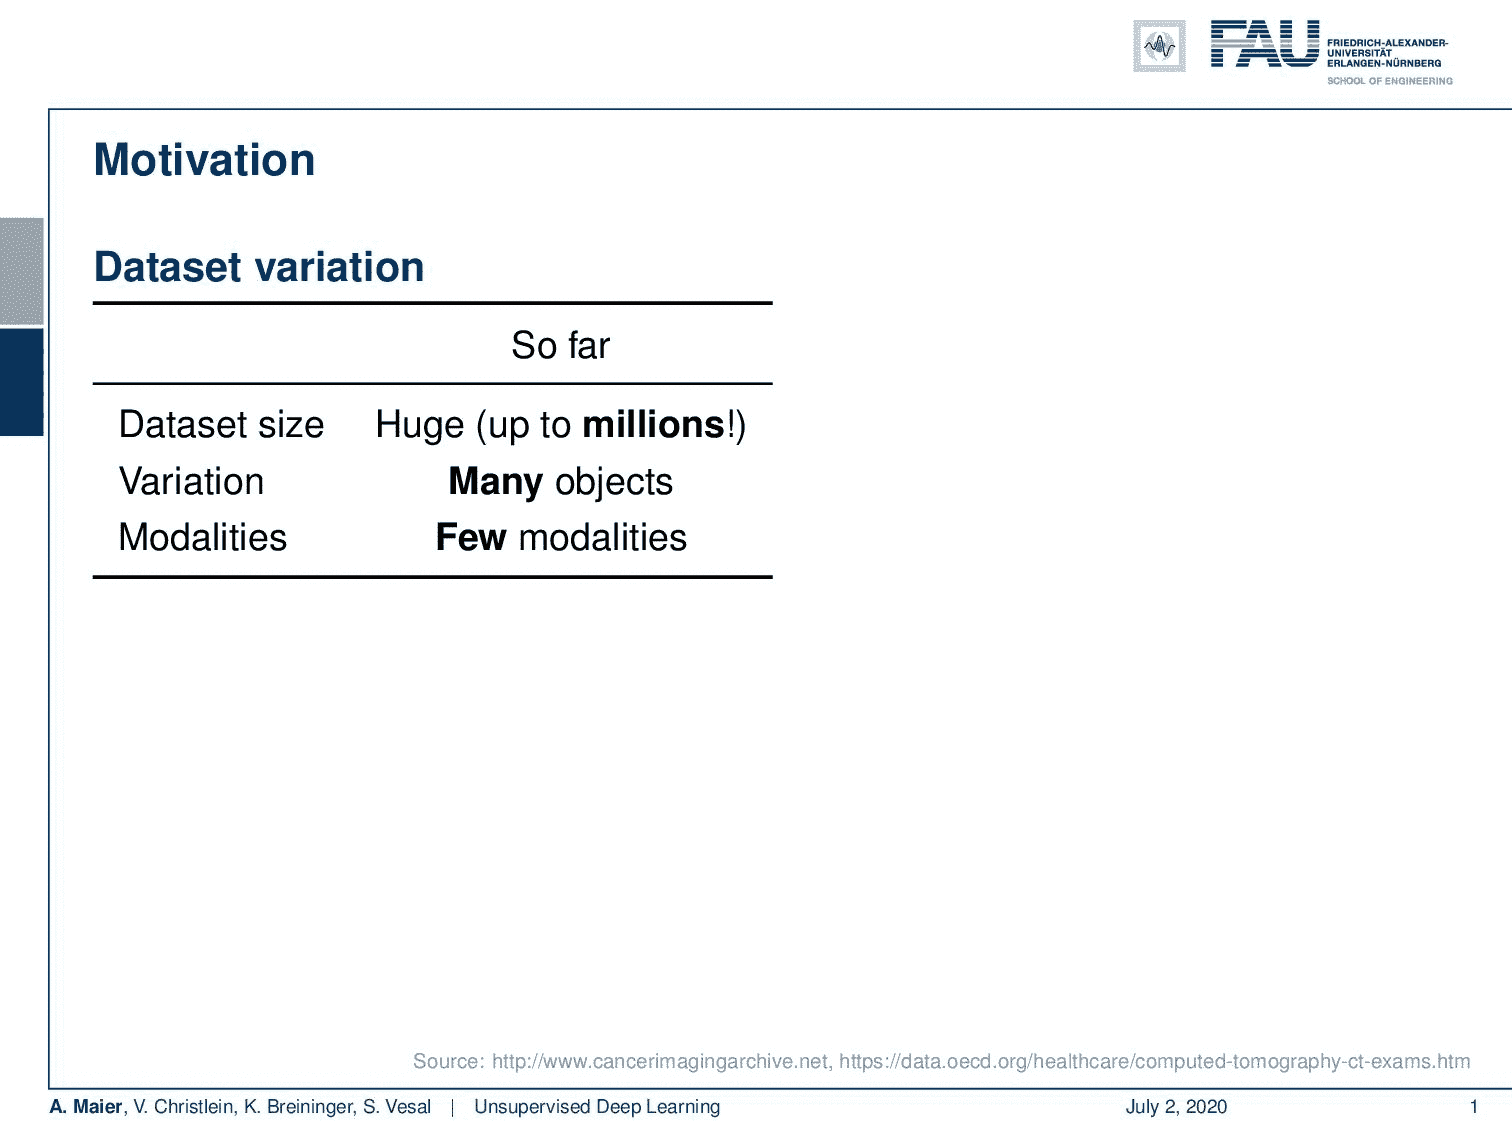 FAU
FRIEDRICH-ALEXANDER-
UNIVERSITÄT
ERLANGEN-NÜRNBERG
SCHOOL OF ENGINEERING
Motivation
Dataset variation
So far
Dataset size Huge (up to millions!)
Variation Many objects
Modalities Few modalities
Source: http://www.cancerimagingarchive.net, https://data.oecd.org/healthcare/computed-tomography-ct-exams.htm
A. Maier, V. Christlein, K. Breininger, S. Vesal | Unsupervised Deep Learning July 2, 2020 1